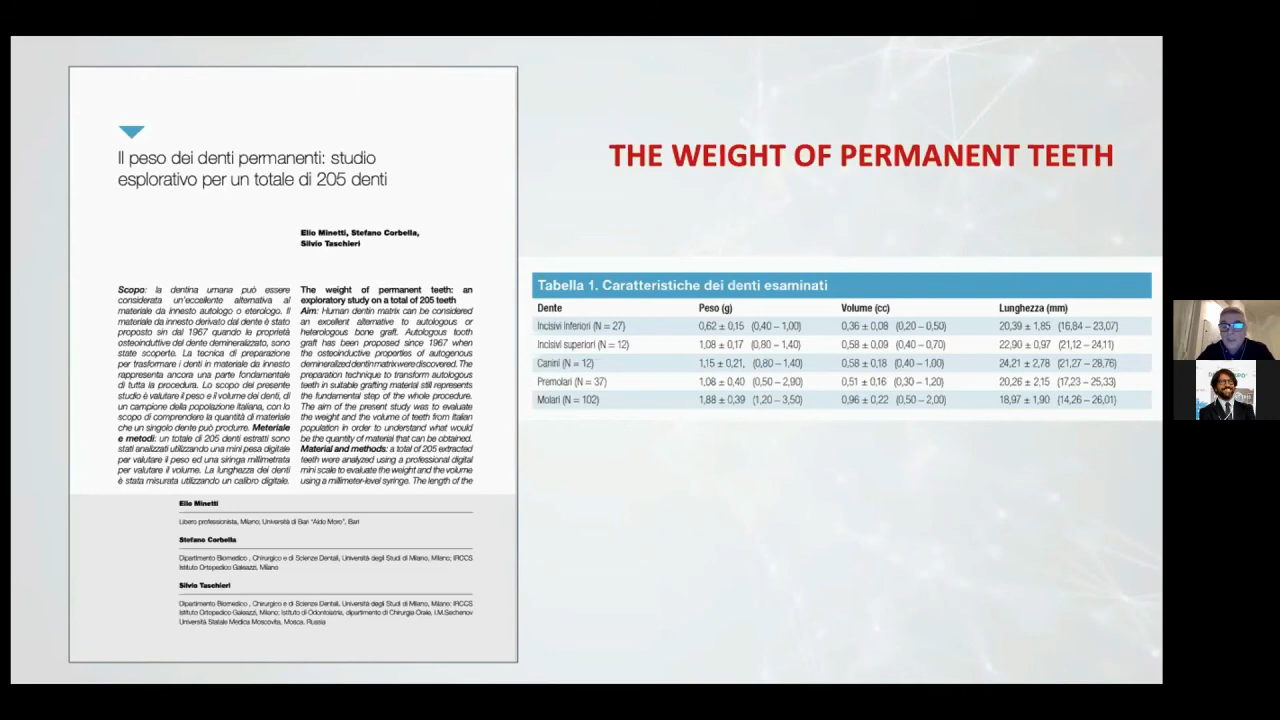 Il peso dei denti permanenti: studio
esplorativo per un totale di 205 denti
Elio Minetti, Stefano Corbella,
Silvio Taschieri
Scopo: la dentina umana può essere
considerata un'eccellente alternativa al
materiale da innesto autologo o eterologo. Il
materiale da innesto derivato dal dente è stato
proposto sin dal 1967 quando le proprietà
osteoinduttive del dente demineralizzato, sono
state scoperte. La tecnica di preparazione
per trasformare i denti in materiale da innesto
rappresenta ancora una parte fondamentale
di tutta la procedura. Lo scopo del presente
studio è valutare il peso e il volume dei denti, di
un campione della popolazione italiana, con lo
scopo di comprendere la quantità di materiale
che un singolo dente può produrre. Meteriale
e metodi: un totale di 205 denti estratti sono
stati analizzati utilizzando una mini pesa digitale
per valutare il peso ed una siringa millimetrata
per valutare il volume. La lunghezza dei denti
è stata misurata utilizzando un calibro digitale.
The weight of permanent teeth: an
exploratory study on a total of 205 teeth
Aim: Human dentin matrix can be considered
an excellent alternative to autologous or
heterologous bone graft. Autologous tooth
graft has been proposed since 1967 when
the osteoinductive properties of autogenous
demineralized dentin matrix were discovered. The
preparation technique to transform autologous
teeth in suitable grafting material still represents
the fundamental step of the whole procedure.
The aim of the present study was to evaluate
the weight and the volume of teeth from Italian
population in order to understand what would
be the quantity of material that can be obtained.
Material and methods: a total of 205 extracted
teeth were analyzed using a professional digital
mini scale to evaluate the weight and the volume
using a millimeter-level syringe. The length of the
Elio Minetti
Libero professionista, Milano; Università di Bari "Aldo Moro", Bari
Stefano Corbella
Dipartimento Biomedico , Chirurgico e di Scienze Dentali, Università degli Studi di Milano, Milano; IRCCS
Istituto Ortopedico Galeazzi, Milano
Silvio Taschieri
Dipartimento Biomedico , Chirurgico e di Scienze Dentali, Università degli Studi di Milano, Milano; IRCCS
Istituto Ortopedico Galeazzi, Milano; Istituto di Odontoiatria, dipartimento di Chirurgia Orale, I.M.Sechenov
Università Statale Medica Moscovita, Mosca. Russia
THE WEIGHT OF PERMANENT TEETH
Tabella 1. Caratteristiche dei denti esaminati
Dente Peso (g) Volume (cc) Lunghezza (mm)
Incisivi inferiori (N = 27) 0,62 ± 0,15 (0,40 – 1,00) 0,36 ± 0,08 (0,20 – 0,50) 20,39 ± 1,85 (16,84 – 23,07)
Incisivi superiori (N = 12) 1,08 ± 0,17 (0,80 – 1,40) 0,58 ± 0,09 (0,40 – 0,70) 22,90 ± 0,97 (21,12 – 24,11)
Canini (N = 12) 1,15 ± 0,21, (0,80 – 1,40) 0,58 ± 0,18 (0,40 – 1,00) 24,21 ± 2,78 (21,27 – 28,76)
Premolari (N = 37) 1,08 ± 0,40 (0,50 – 2,90) 0,51 ± 0,16 (0,30 – 1,20) 20,26 ± 2,15 (17,23 – 25,33)
Molari (N = 102) 1,88 ± 0,39 (1,20 – 3,50) 0,96 ± 0,22 (0,50 – 2,00) 18,97 ± 1,90 (14,26 – 26,01)